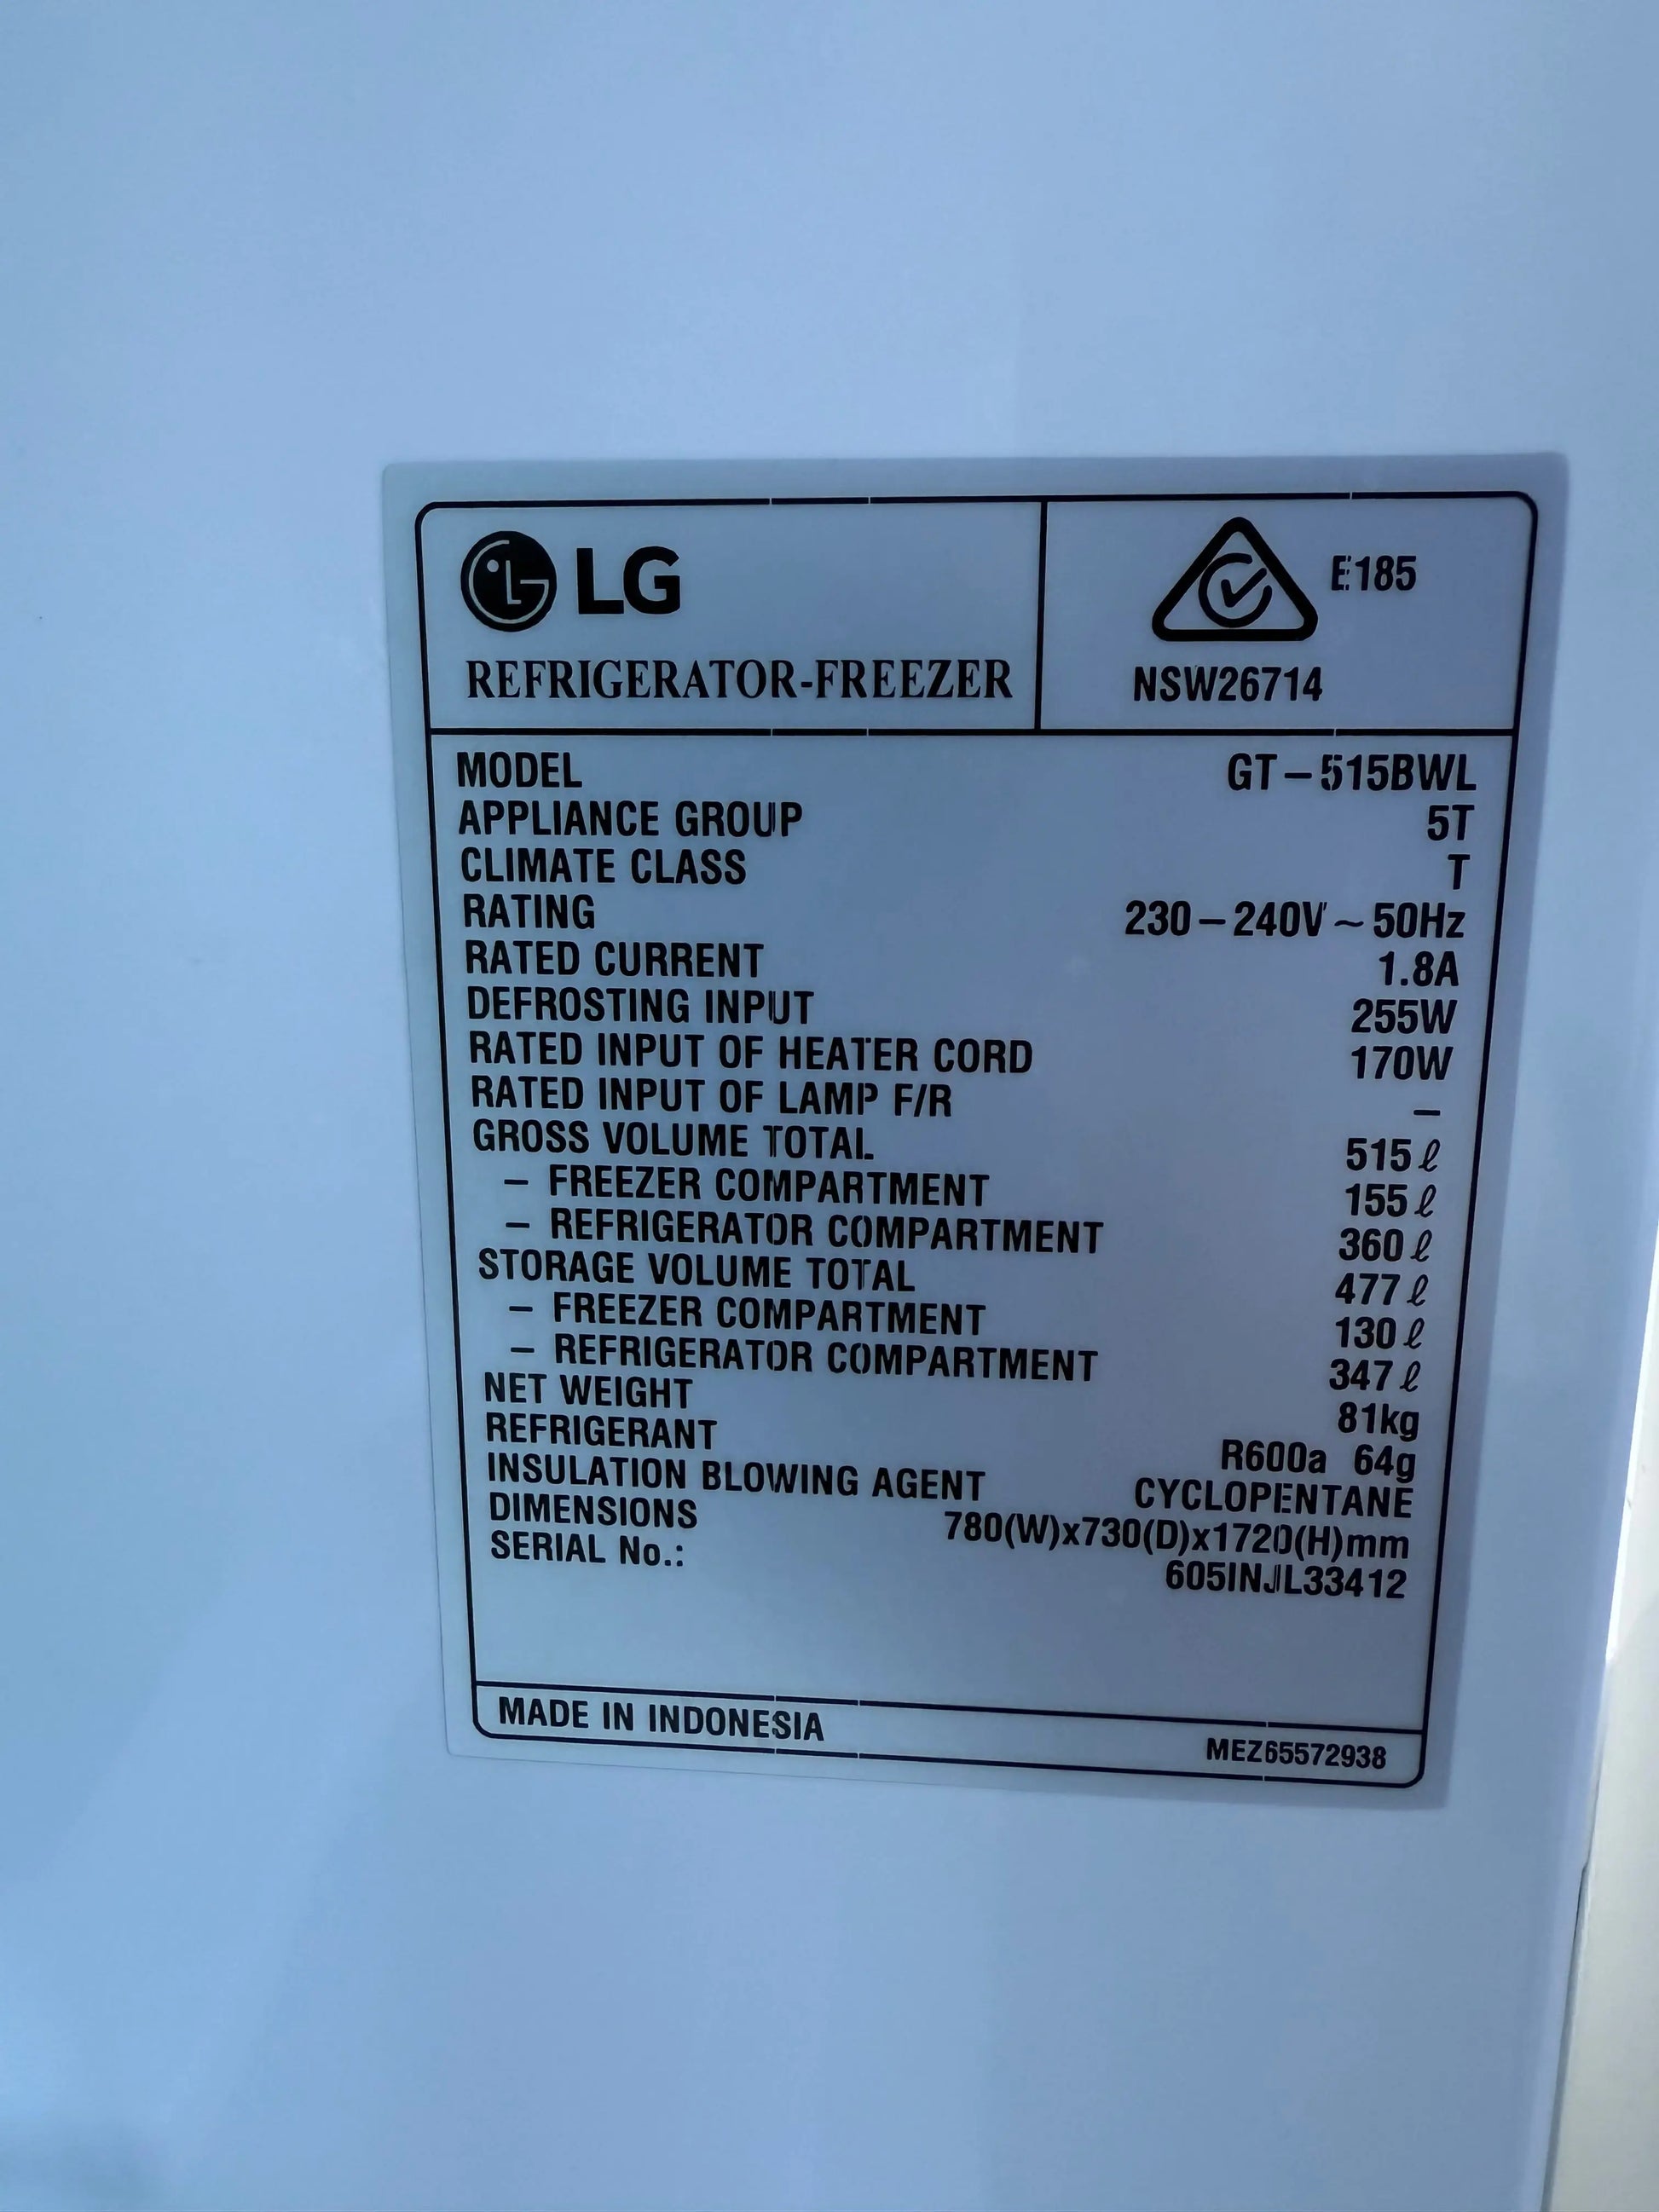 LG
E185
REFRIGERATOR-FREEZER
NSW26714
MODEL GT-515BWL
APPLIANCE GROUP 5T
CLIMATE CLASS T
RATING 230-240V~50Hz
RATED CURRENT 1.8A
DEFROSTING INPUT 255W
RATED INPUT OF HEATER CORD 170W
RATED INPUT OF LAMP F/R –
GROSS VOLUME TOTAL 515ℓ
– FREEZER COMPARTMENT 155ℓ
– REFRIGERATOR COMPARTMENT 360ℓ
STORAGE VOLUME TOTAL 477ℓ
– FREEZER COMPARTMENT 130ℓ
– REFRIGERATOR COMPARTMENT 347ℓ
NET WEIGHT 81kg
REFRIGERANT R600a 64g
INSULATION BLOWING AGENT CYCLOPENTANE
DIMENSIONS 780(W)x730(D)x1720(H)mm
SERIAL No.: 605INJL33412
MADE IN INDONESIA
MEZ65572938